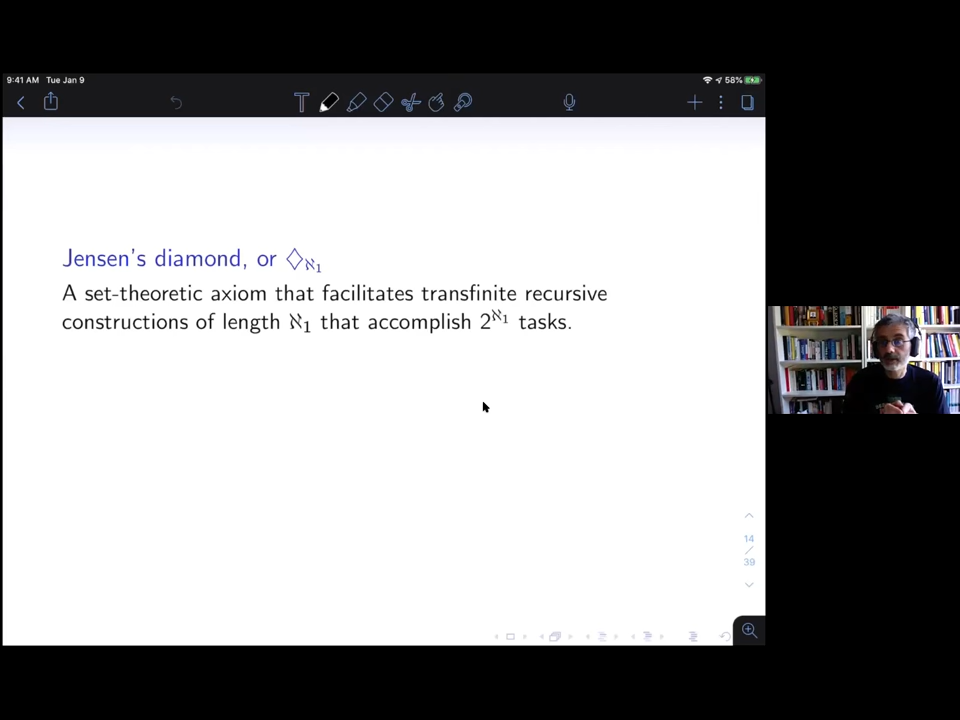 9:41 AM Tue Jan 9
58%
Jensen's diamond, or ♢ℵ₁
A set-theoretic axiom that facilitates transfinite recursive
constructions of length ℵ₁ that accomplish 2^ℵ₁ tasks.
14
/
39